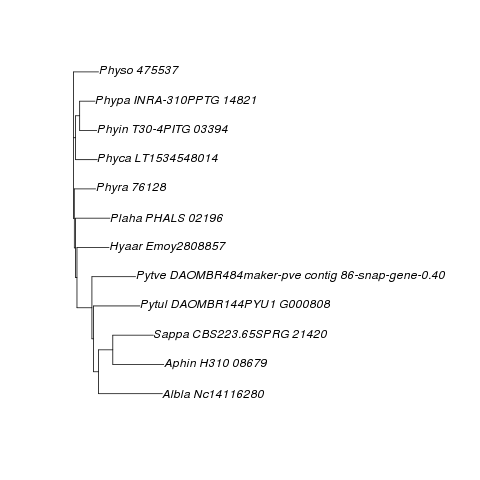 Physo 475537
Phypa INRA-310PPTG 14821
Phyin T30-4PITG 03394
Phyca LT1534548014
Phyra 76128
Plaha PHALS 02196
Hyaar Emoy2808857
Pytve DAOMBR484maker-pve contig 86-snap-gene-0.40
Pytul DAOMBR144PYU1 G000808
Sappa CBS223.65SPRG 21420
Aphin H310 08679
Albla Nc14116280